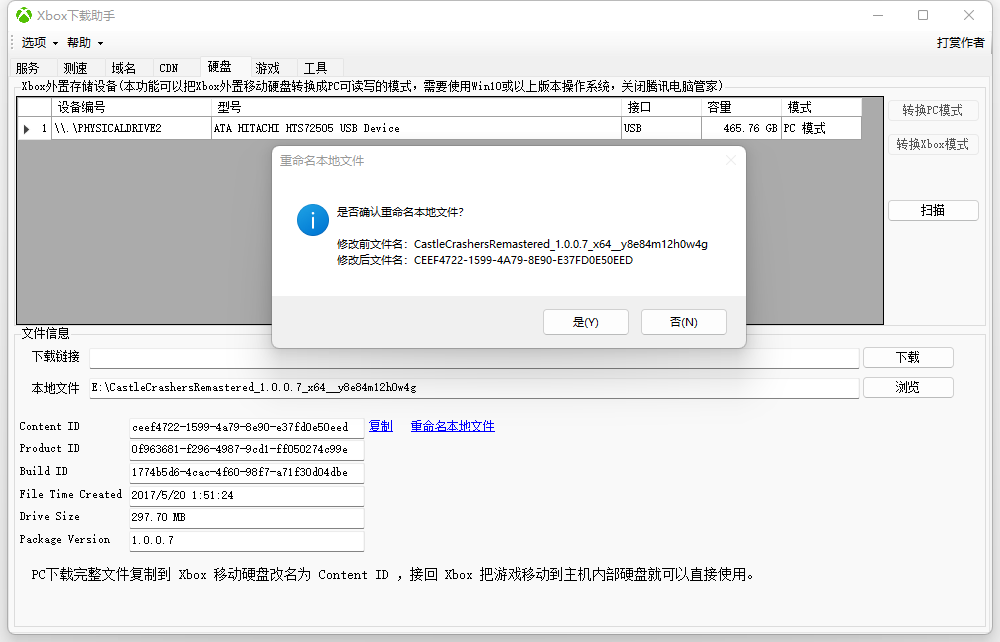 Xbox下载助手
选项 帮助 打赏作者
服务 测速 域名 CDN 硬盘 游戏 工具
Xbox外置存储设备(本功能可以把Xbox外置移动硬盘转换成PC可读写的模式，需要使用Win10或以上版本操作系统，关闭腾讯电脑管家)
设备编号 型号 接口 容量 模式
1 \\.\PHYSICALDRIVE2 ATA HITACHI HTS72505 USB Device USB 465.76 GB PC 模式
转换PC模式
转换Xbox模式
扫描
重命名本地文件
是否确认重命名本地文件?
修改前文件名：CastleCrashersRemastered_1.0.0.7_x64__y8e84m12h0w4g
修改后文件名：CEEF4722-1599-4A79-8E90-E37FD0E50EED
是(Y) 否(N)
文件信息
下载链接 下载
本地文件 E:\CastleCrashersRemastered_1.0.0.7_x64__y8e84m12h0w4g 浏览
Content ID ceef4722-1599-4a79-8e90-e37fd0e50eed 复制 重命名本地文件
Product ID 0f963681-f296-4987-9cd1-ff050274c99e
Build ID 1774b5d6-4cac-4f60-98f7-a71f30d04dbe
File Time Created 2017/5/20 1:51:24
Drive Size 297.70 MB
Package Version 1.0.0.7
PC下载完整文件复制到 Xbox 移动硬盘改名为 Content ID ，接回 Xbox 把游戏移动到主机内部硬盘就可以直接使用。